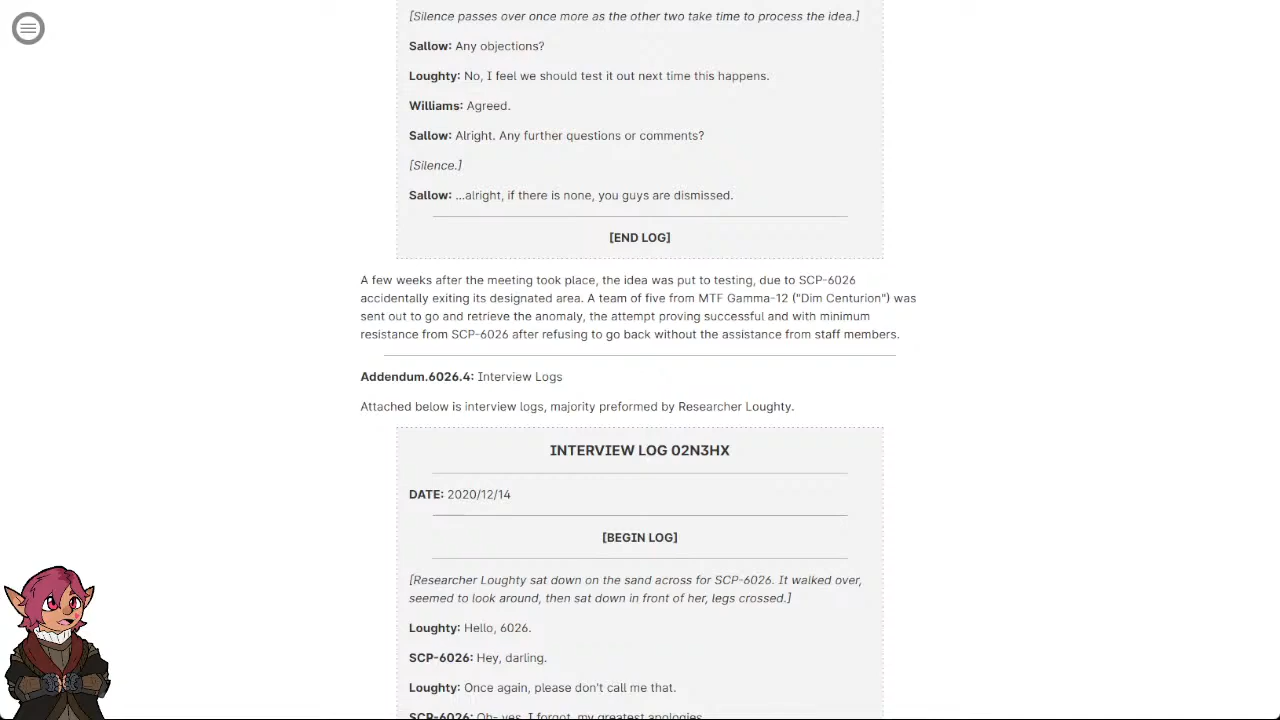 [Silence passes over once more as the other two take time to process the idea.]
Sallow: Any objections?
Loughty: No, I feel we should test it out next time this happens.
Williams: Agreed.
Sallow: Alright. Any further questions or comments?
[Silence.]
Sallow: ...alright, if there is none, you guys are dismissed.
[END LOG]
A few weeks after the meeting took place, the idea was put to testing, due to SCP-6026
accidentally exiting its designated area. A team of five from MTF Gamma-12 ("Dim Centurion") was
sent out to go and retrieve the anomaly, the attempt proving successful and with minimum
resistance from SCP-6026 after refusing to go back without the assistance from staff members.
Addendum.6026.4: Interview Logs
Attached below is interview logs, majority preformed by Researcher Loughty.
INTERVIEW LOG 02N3HX
DATE: 2020/12/14
[BEGIN LOG]
[Researcher Loughty sat down on the sand across for SCP-6026. It walked over,
seemed to look around, then sat down in front of her, legs crossed.]
Loughty: Hello, 6026.
SCP-6026: Hey, darling.
Loughty: Once again, please don't call me that.
SCP-6026: Oh- yes, I forgot, my greatest apologies.